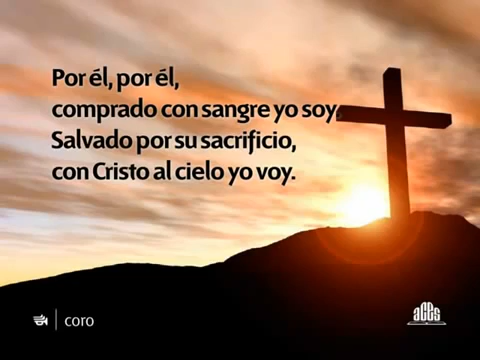 Por él, por él,
comprado con sangre yo soy.
Salvado por su sacrificio,
con Cristo al cielo yo voy.
coro
aces